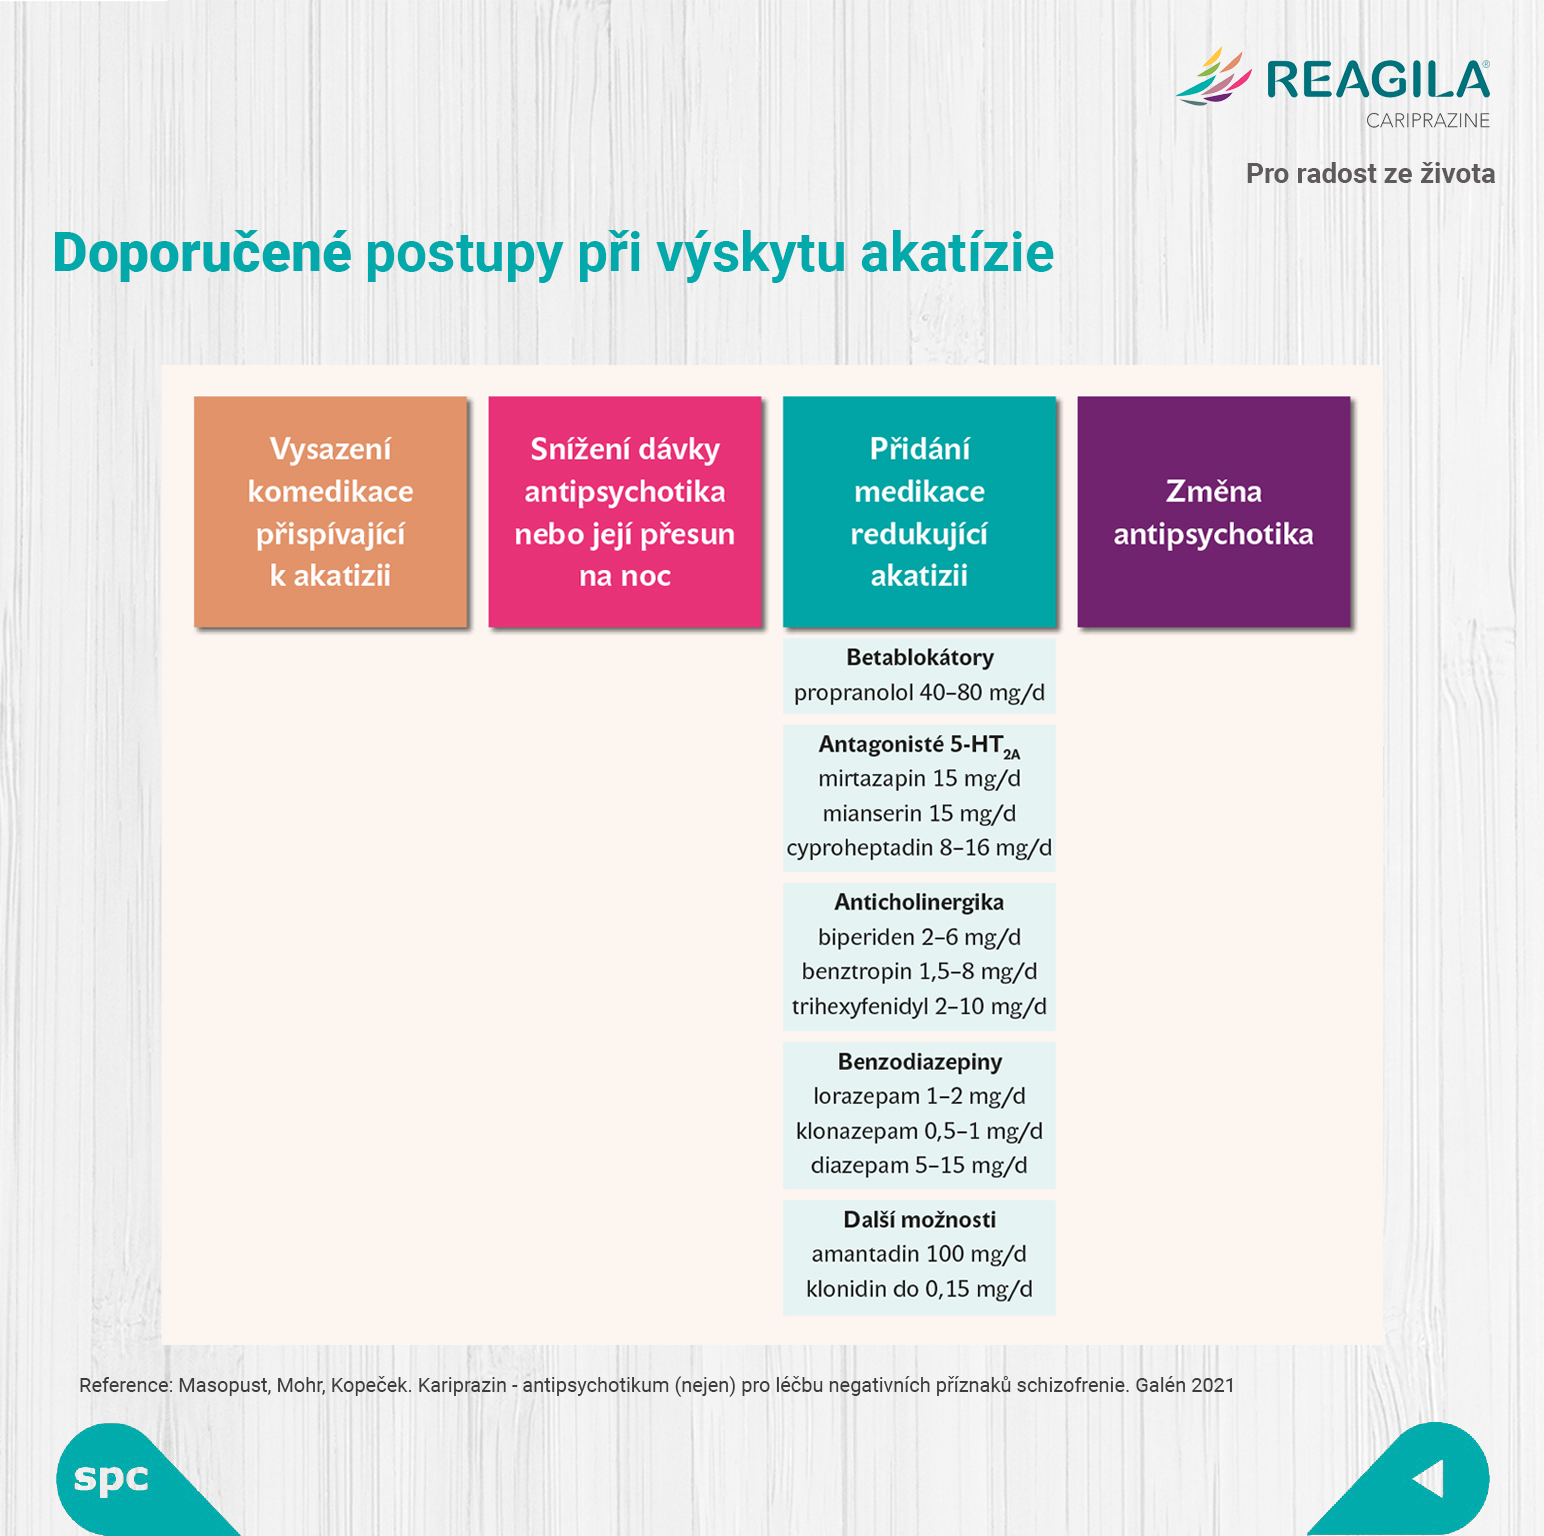 REAGILA®
CARIPRAZINE
Pro radost ze života
Doporučené postupy při výskytu akatízie
Vysazení
komedikace
přispívající
k akatizii
Snížení dávky
antipsychotika
nebo její přesun
na noc
Přidání
medikace
redukující
akatizii
Změna
antipsychotika
Betablokátory
propranolol 40–80 mg/d
Antagonisté 5-HT2A
mirtazapin 15 mg/d
mianserin 15 mg/d
cyproheptadin 8–16 mg/d
Anticholinergika
biperiden 2–6 mg/d
benztropin 1,5–8 mg/d
trihexyfenidyl 2–10 mg/d
Benzodiazepiny
lorazepam 1–2 mg/d
klonazepam 0,5–1 mg/d
diazepam 5–15 mg/d
Další možnosti
amantadin 100 mg/d
klonidin do 0,15 mg/d
Reference: Masopust, Mohr, Kopeček. Kariprazin - antipsychotikum (nejen) pro léčbu negativních příznaků schizofrenie. Galén 2021
spc